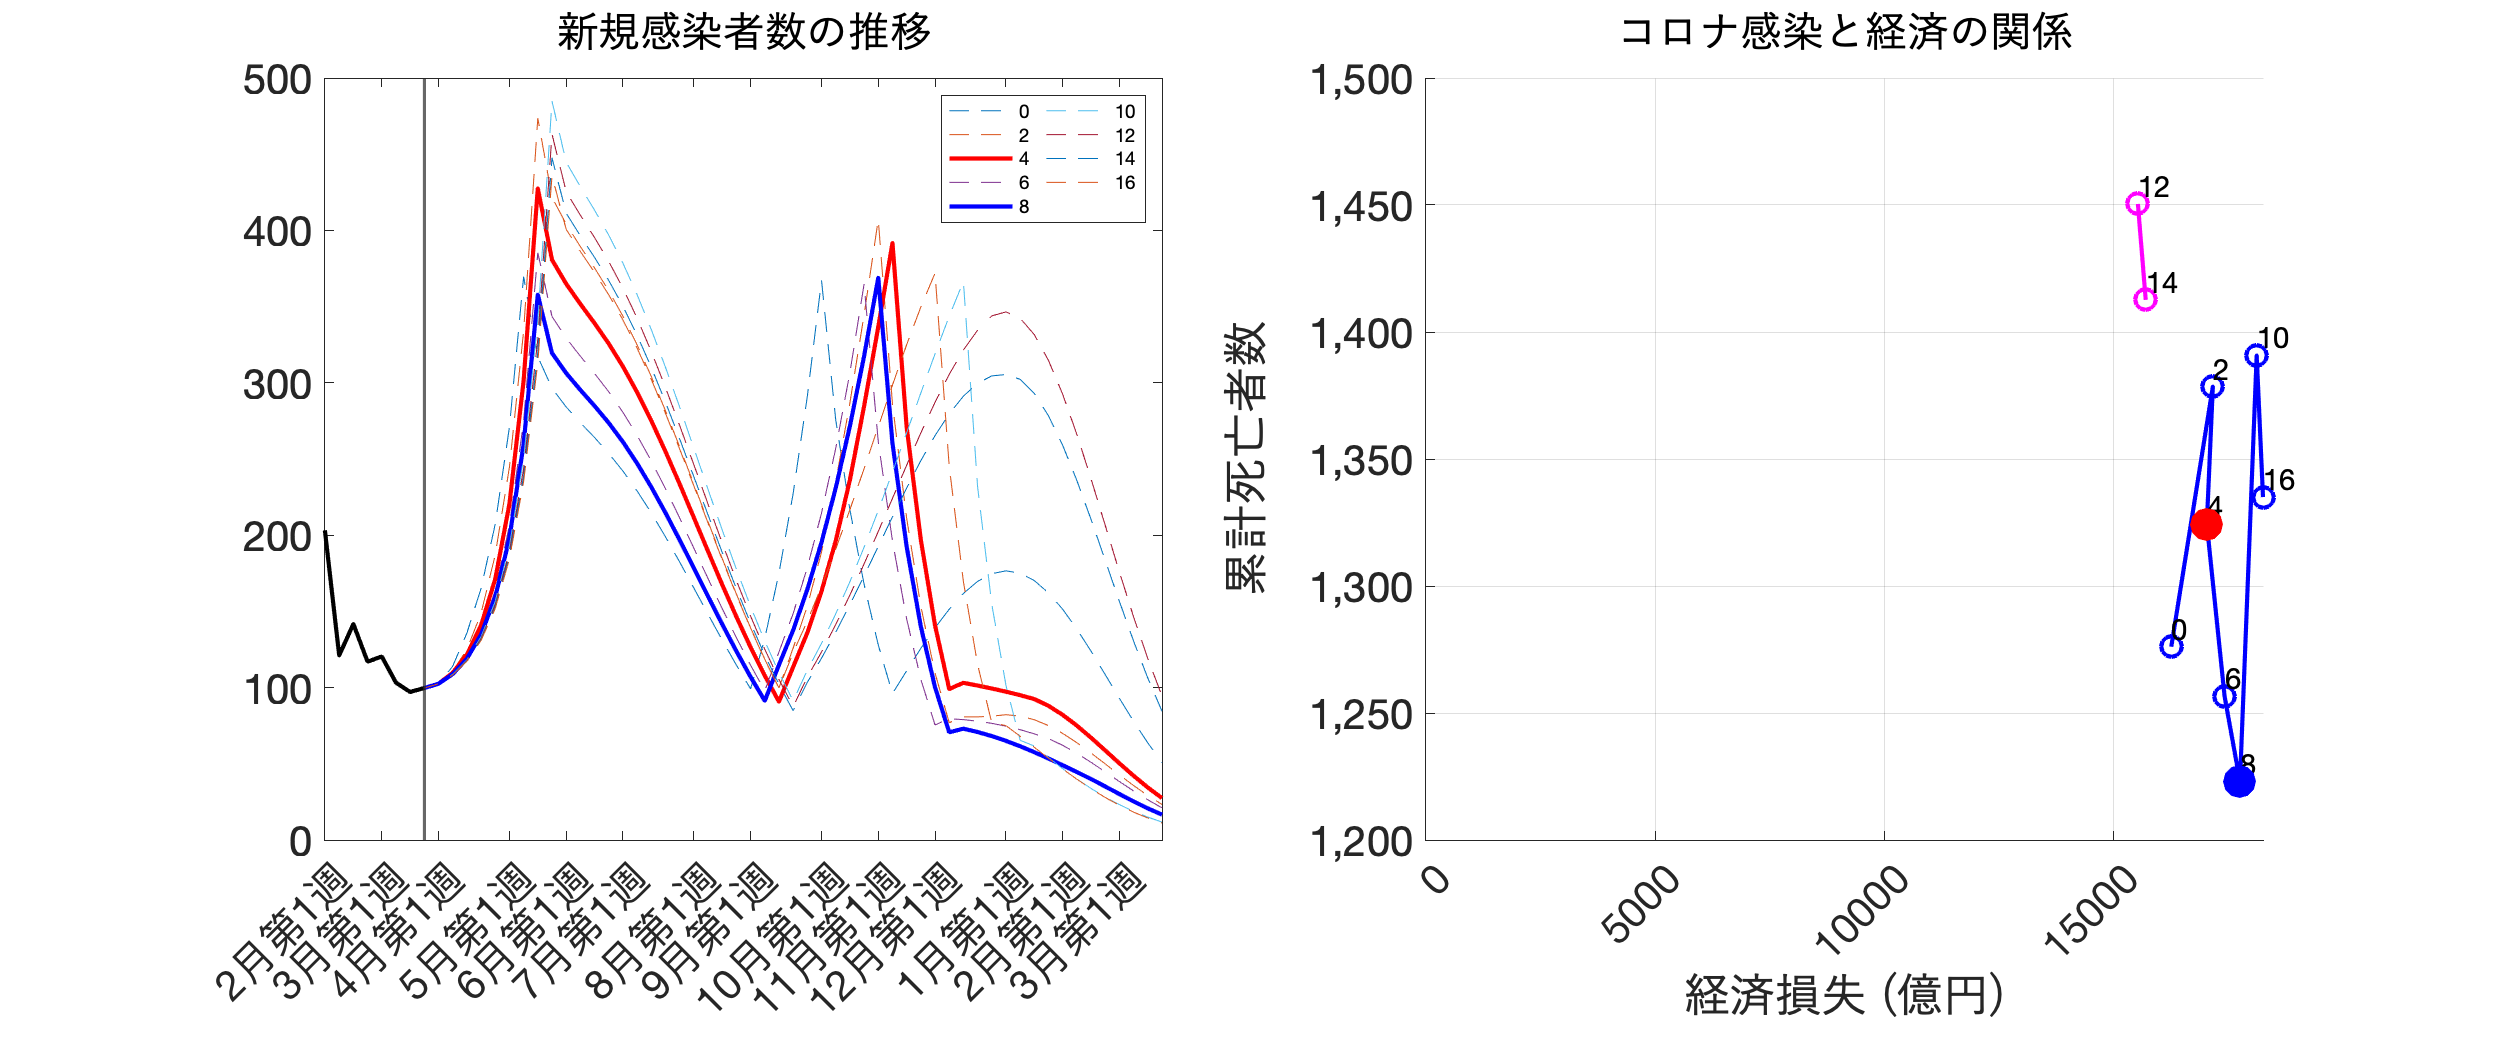 新規感染者数の推移
500
400
300
200
100
0
0
2
4
6
8
10
12
14
16
2月第1週
3月第1週
4月第1週
5月第1週
6月第1週
7月第1週
8月第1週
9月第1週
10月第1週
11月第1週
12月第1週
1月第1週
2月第1週
3月第1週
コロナ感染と経済の関係
累計死亡者数
1,500
1,450
1,400
1,350
1,300
1,250
1,200
12
14
10
2
16
4
0
6
8
0
5000
10000
15000
経済損失 (億円)